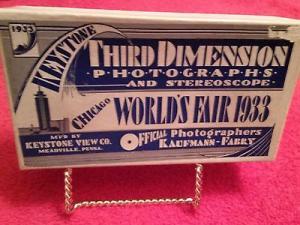 1933
KEYSTONE
THIRD DIMENSION
PHOTOGRAPHS
AND STEREOSCOPE
CHICAGO
WORLD'S FAIR 1933
M'F'D BY
KEYSTONE VIEW CO.
MEADVILLE, PENNA.
OFFICIAL Photographers
KAUFMANN-FABRY